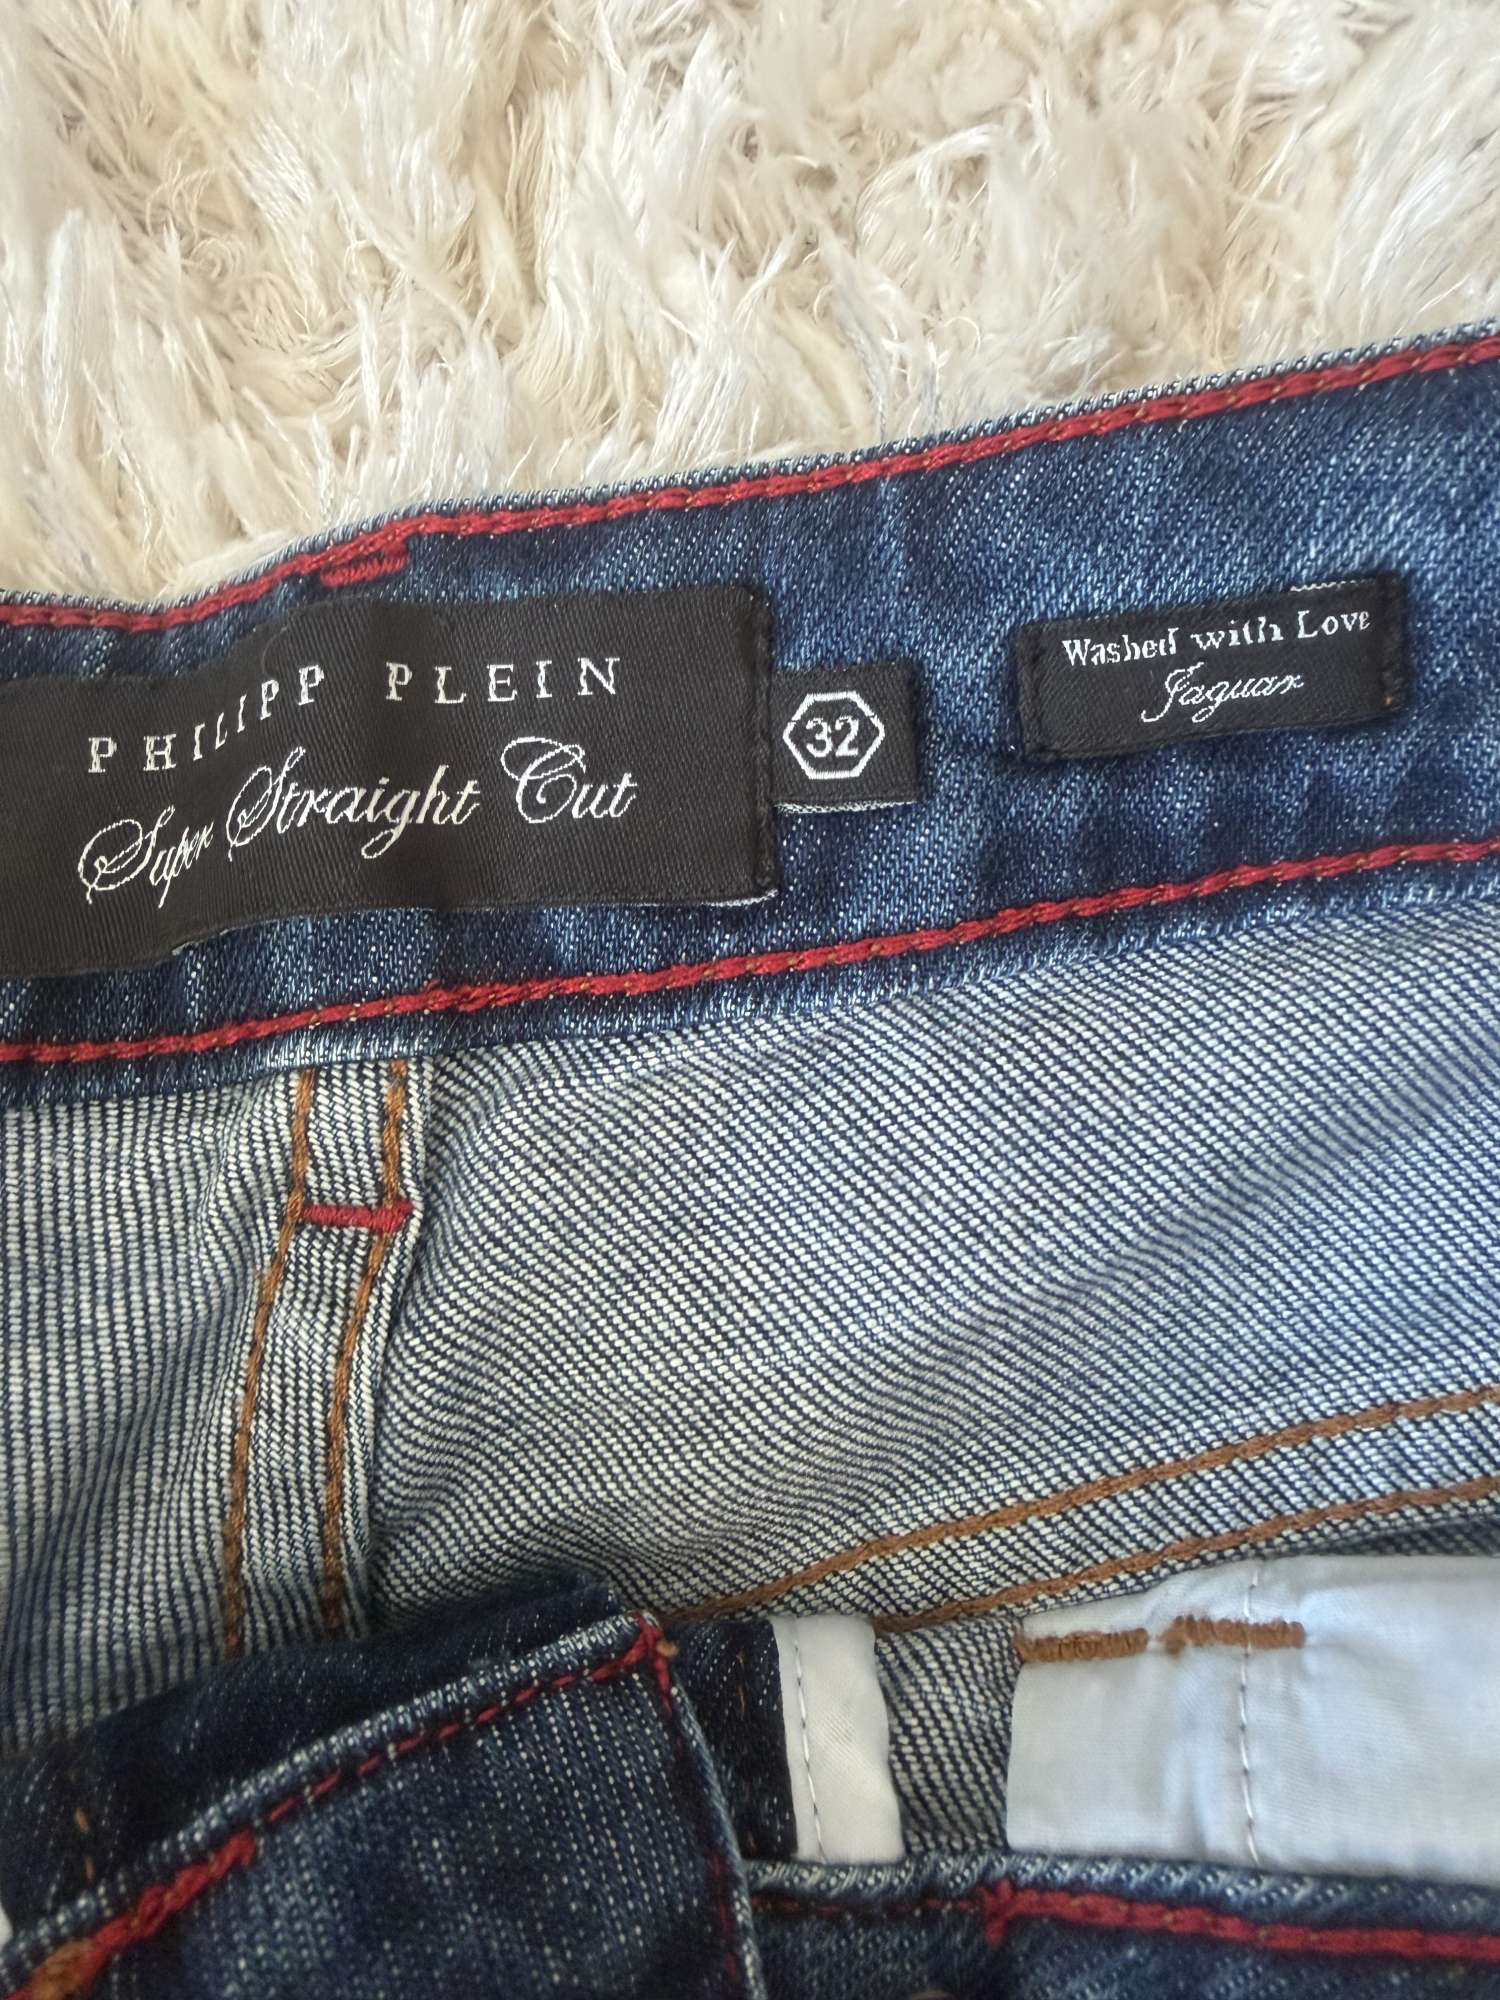 PHILIPP PLEIN
Super Straight Cut
32
Washed with Love
Jaguar